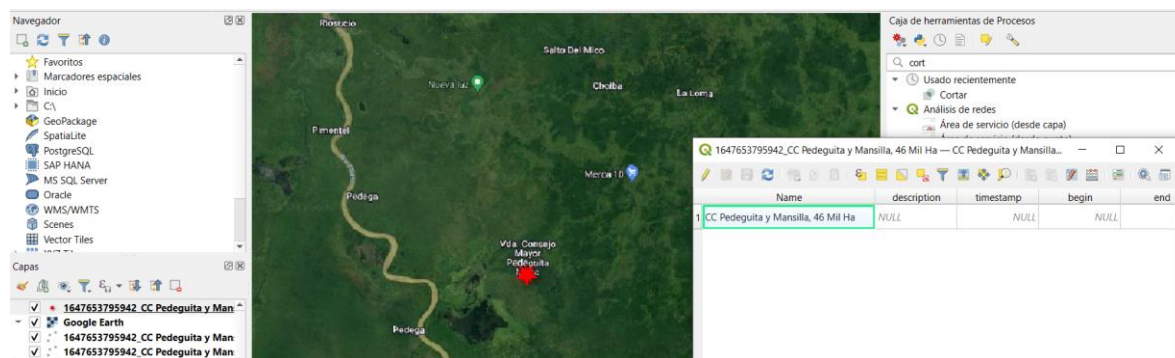 Navegador
Favoritos
Marcadores espaciales
Inicio
C:\
GeoPackage
SpatiaLite
PostgreSQL
SAP HANA
MS SQL Server
Oracle
WMS/WMTS
Scenes
Vector Tiles
Capas
1647653795942_CC Pedeguita y Man
Google Earth
1647653795942_CC Pedeguita y Man
1647653795942_CC Pedeguita y Man
Riosucio
Salto Del Mico
Nueva luz
Cholba
La Loma
Pimentel
Merca 10
Pedega
Vda. Consejo
Mayor
Pedeguita
Pedega
Caja de herramientas de Procesos
cort
Usado recientemente
Cortar
Análisis de redes
Área de servicio (desde capa)
1647653795942_CC Pedeguita y Mansilla, 46 Mil Ha — CC Pedeguita y Mansilla...
Name description timestamp begin end
1 CC Pedeguita y Mansilla, 46 Mil Ha NULL NULL NULL